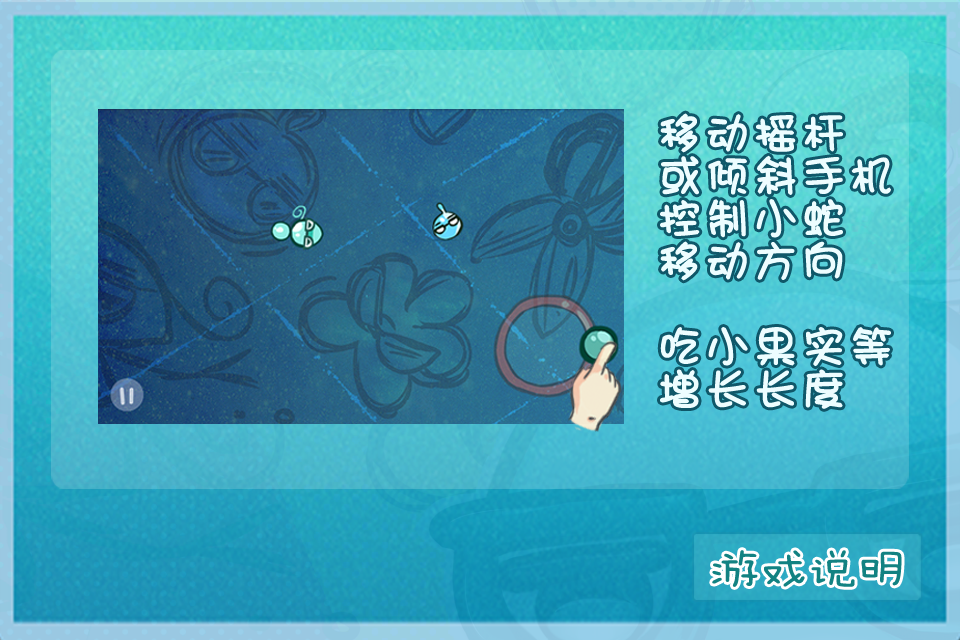 移动摇杆
或倾斜手机
控制小蛇
移动方向
吃小果实等
增长长度
游戏说明